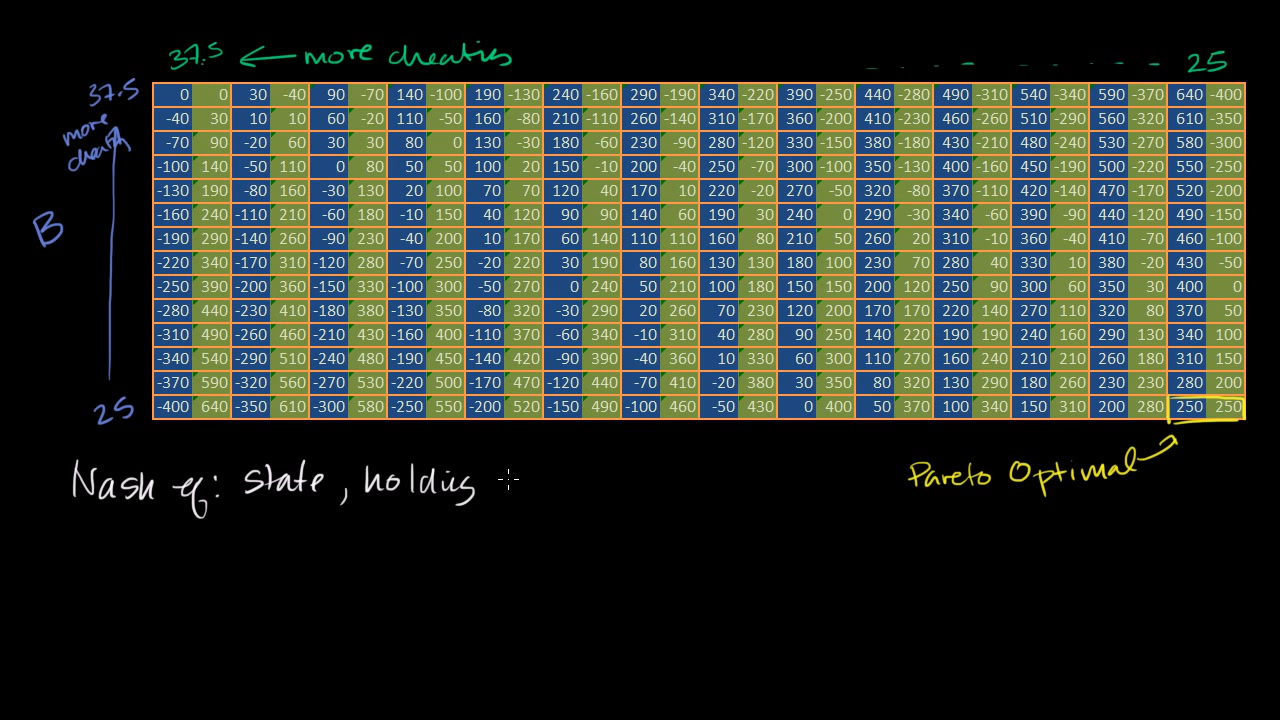 37.5 ← more cheating 25
37.5
more
cheating
B
25
0 0 30 -40 90 -70 140 -100 190 -130 240 -160 290 -190 340 -220 390 -250 440 -280 490 -310 540 -340 590 -370 640 -400
-40 30 10 10 60 -20 110 -50 160 -80 210 -110 260 -140 310 -170 360 -200 410 -230 460 -260 510 -290 560 -320 610 -350
-70 90 -20 60 30 30 80 0 130 -30 180 -60 230 -90 280 -120 330 -150 380 -180 430 -210 480 -240 530 -270 580 -300
-100 140 -50 110 0 80 50 50 100 20 150 -10 200 -40 250 -70 300 -100 350 -130 400 -160 450 -190 500 -220 550 -250
-130 190 -80 160 -30 130 20 100 70 70 120 40 170 10 220 -20 270 -50 320 -80 370 -110 420 -140 470 -170 520 -200
-160 240 -110 210 -60 180 -10 150 40 120 90 90 140 60 190 30 240 0 290 -30 340 -60 390 -90 440 -120 490 -150
-190 290 -140 260 -90 230 -40 200 10 170 60 140 110 110 160 80 210 50 260 20 310 -10 360 -40 410 -70 460 -100
-220 340 -170 310 -120 280 -70 250 -20 220 30 190 80 160 130 130 180 100 230 70 280 40 330 10 380 -20 430 -50
-250 390 -200 360 -150 330 -100 300 -50 270 0 240 50 210 100 180 150 150 200 120 250 90 300 60 350 30 400 0
-280 440 -230 410 -180 380 -130 350 -80 320 -30 290 20 260 70 230 120 200 170 170 220 140 270 110 320 80 370 50
-310 490 -260 460 -210 430 -160 400 -110 370 -60 340 -10 310 40 280 90 250 140 220 190 190 240 160 290 130 340 100
-340 540 -290 510 -240 480 -190 450 -140 420 -90 390 -40 360 10 330 60 300 110 270 160 240 210 210 260 180 310 150
-370 590 -320 560 -270 530 -220 500 -170 470 -120 440 -70 410 -20 380 30 350 80 320 130 290 180 260 230 230 280 200
-400 640 -350 610 -300 580 -250 550 -200 520 -150 490 -100 460 -50 430 0 400 50 370 100 340 150 310 200 280 250 250
Pareto Optimal
Nash eq: state, holding